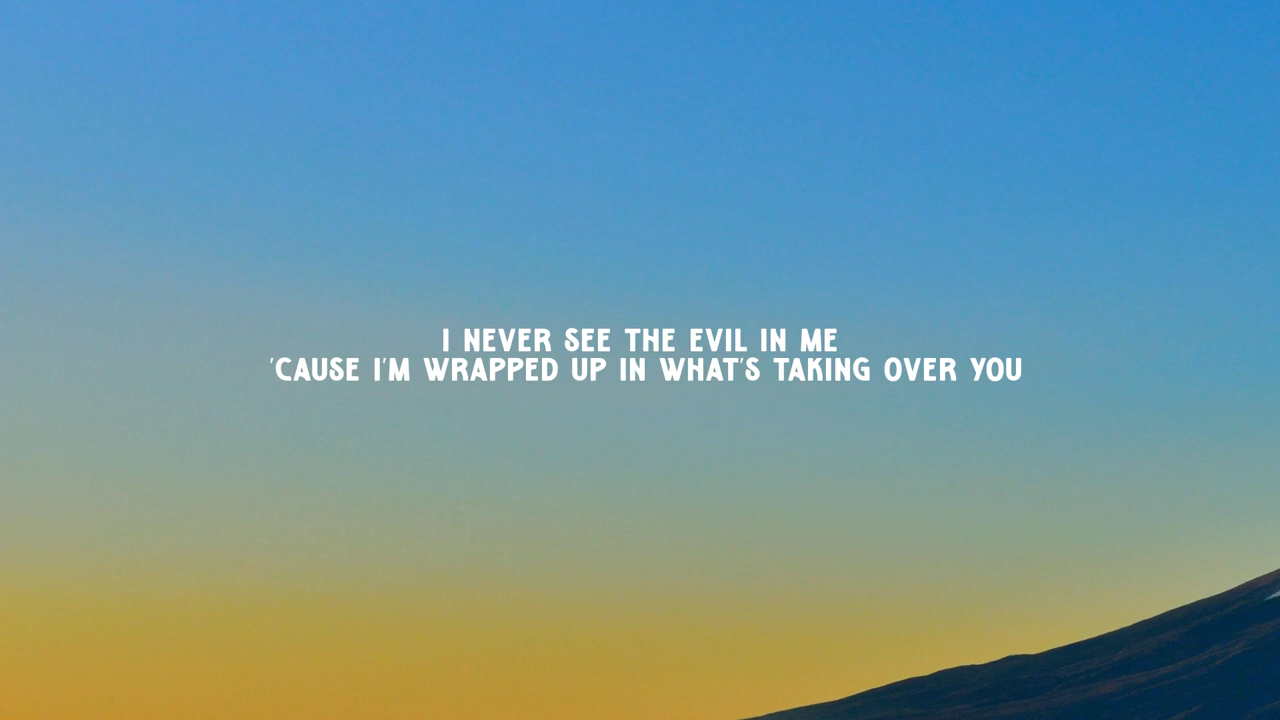 I NEVER SEE THE EVIL IN ME
'CAUSE I'M WRAPPED UP IN WHAT'S TAKING OVER YOU